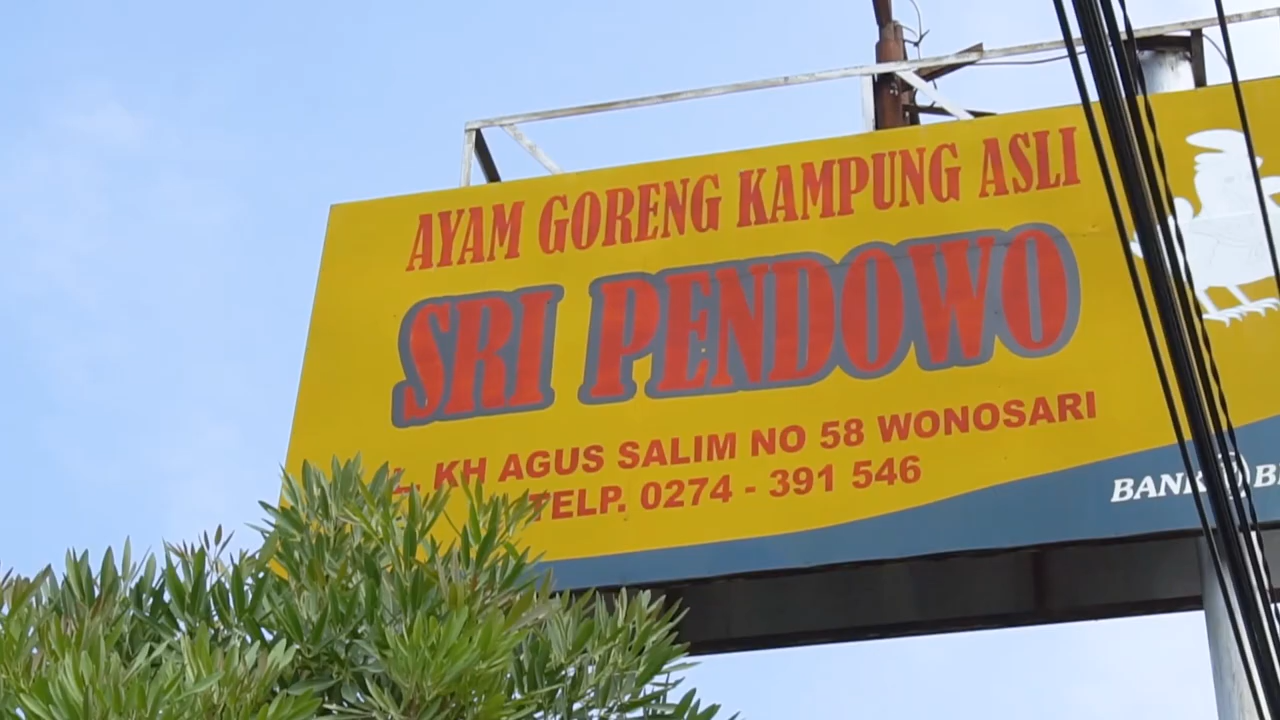 AYAM GORENG KAMPUNG ASLI
SRI PENDOWO
KH AGUS SALIM NO 58 WONOSARI
TELP. 0274 - 391 546
BANK